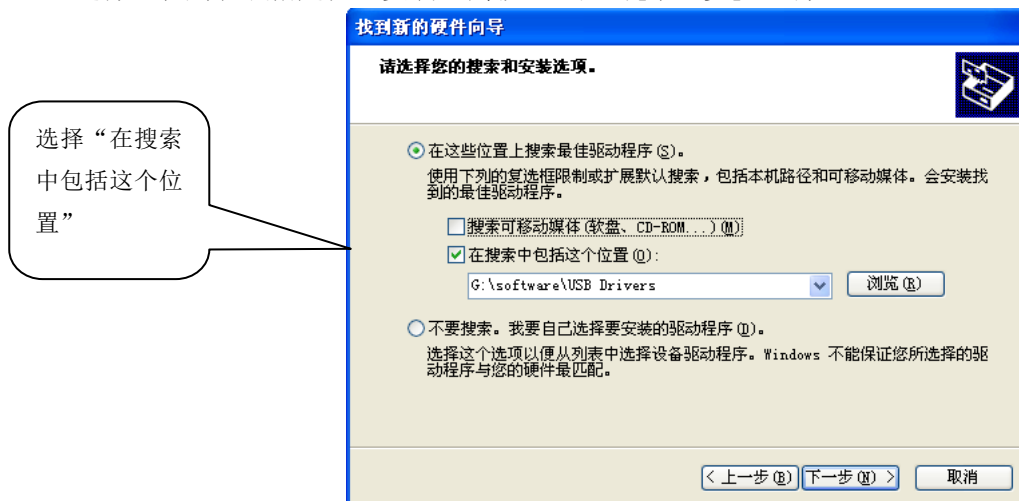 找到新的硬件向导
请选择您的搜索和安装选项。
选择“在搜索
中包括这个位
置”
在这些位置上搜索最佳驱动程序(S)。
使用下列的复选框限制或扩展默认搜索，包括本机路径和可移动媒体。会安装找
到的最佳驱动程序。
搜索可移动媒体(软盘、CD-ROM...)(M)
在搜索中包括这个位置(O):
G:\software\USB Drivers
浏览(R)
不要搜索。我要自己选择要安装的驱动程序(D)。
选择这个选项以便从列表中选择设备驱动程序。Windows 不能保证您所选择的驱
动程序与您的硬件最匹配。
< 上一步(B) 下一步(N) > 取消